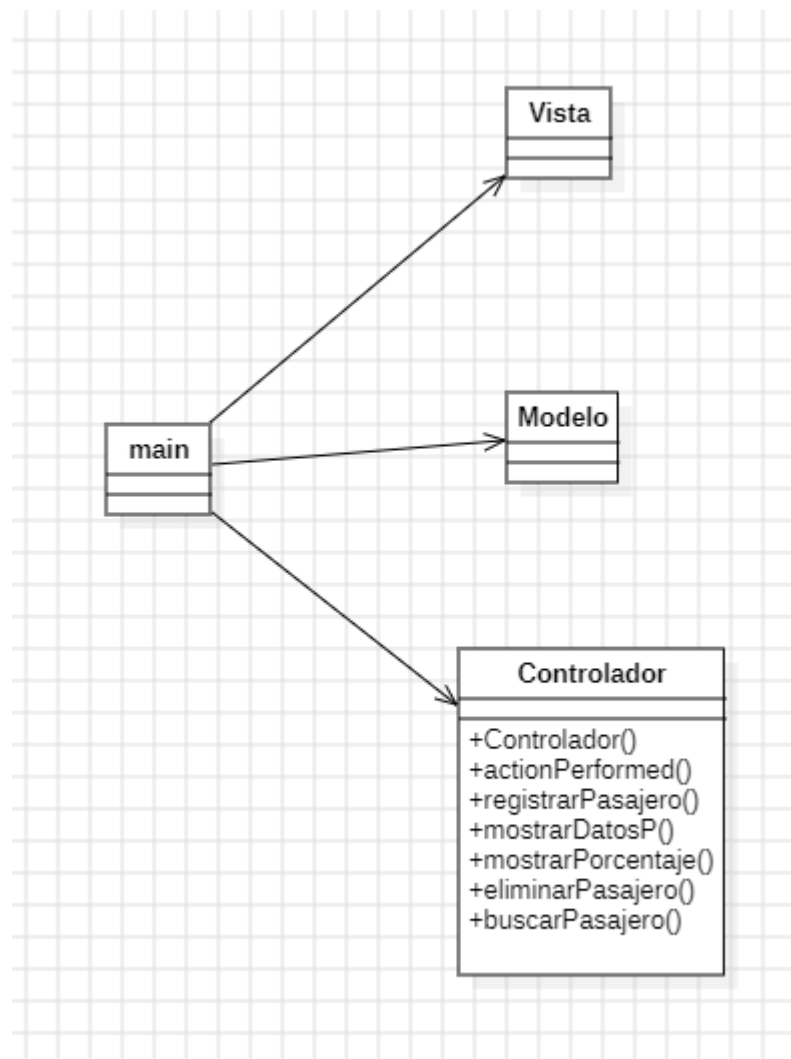 Vista
main
Modelo
Controlador
+Controlador()
+actionPerformed()
+registrarPasajero()
+mostrarDatosP()
+mostrarPorcentaje()
+eliminarPasajero()
+buscarPasajero()